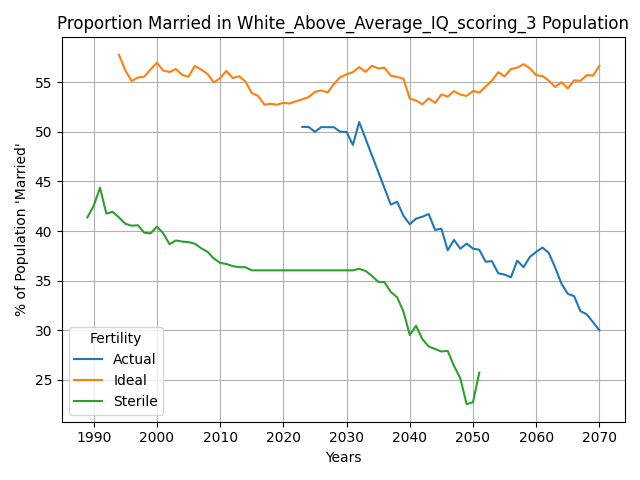 Proportion Married in White_Above_Average_IQ_scoring_3 Population
% of Population 'Married'
55
50
45
40
35
30
25
Fertility
Actual
Ideal
Sterile
1990 2000 2010 2020 2030 2040 2050 2060 2070
Years